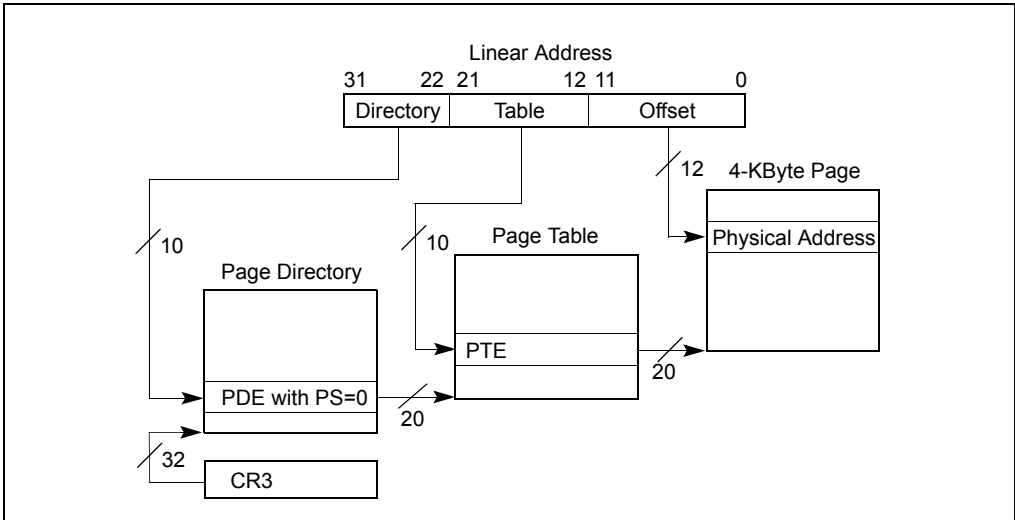 Linear Address
31 22 21 12 11 0
Directory Table Offset
12 4-KByte Page
10 10 Page Table Physical Address
Page Directory
PTE
20
PDE with PS=0
20
32
CR3